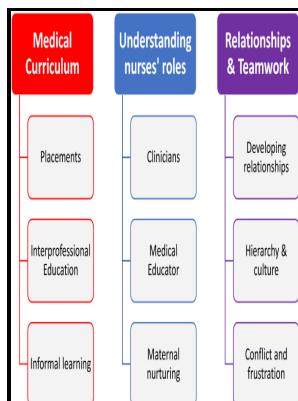 Medical
Curriculum
Placements
Interprofessional
Education
Informal learning
Understanding
nurses' roles
Clinicians
Medical
Educator
Maternal
nurturing
Relationships
& Teamwork
Developing
relationships
Hierarchy &
culture
Conflict and
frustration